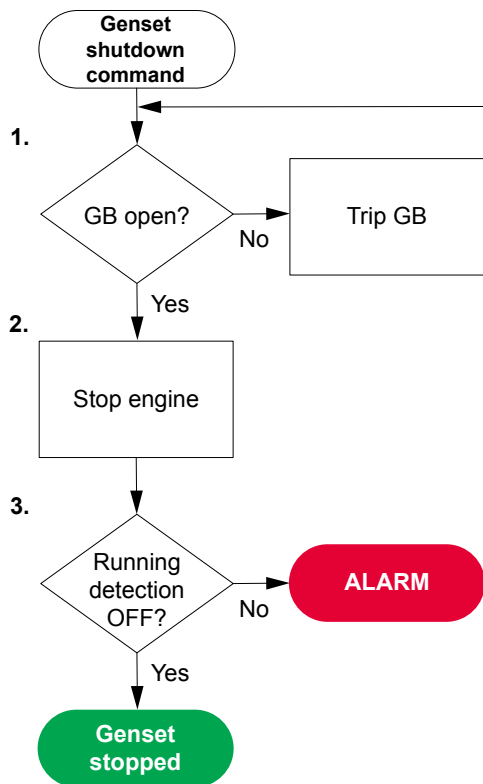 Genset
shutdown
command
1.
GB open?
No
Trip GB
Yes
2.
Stop engine
3.
Running
detection
OFF?
No
ALARM
Yes
Genset
stopped